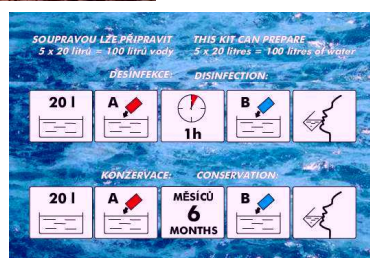 SOUPRAVOU LZE PŘIPRAVIT THIS KIT CAN PREPARE
5 x 20 litrů = 100 litrů vody 5 x 20 litres = 100 litres of water
DESINFEKCE: DISINFECTION:
20 l A B
1h
KONZERVACE: CONSERVATION:
20 l A MĚSÍCŮ B
6
MONTHS